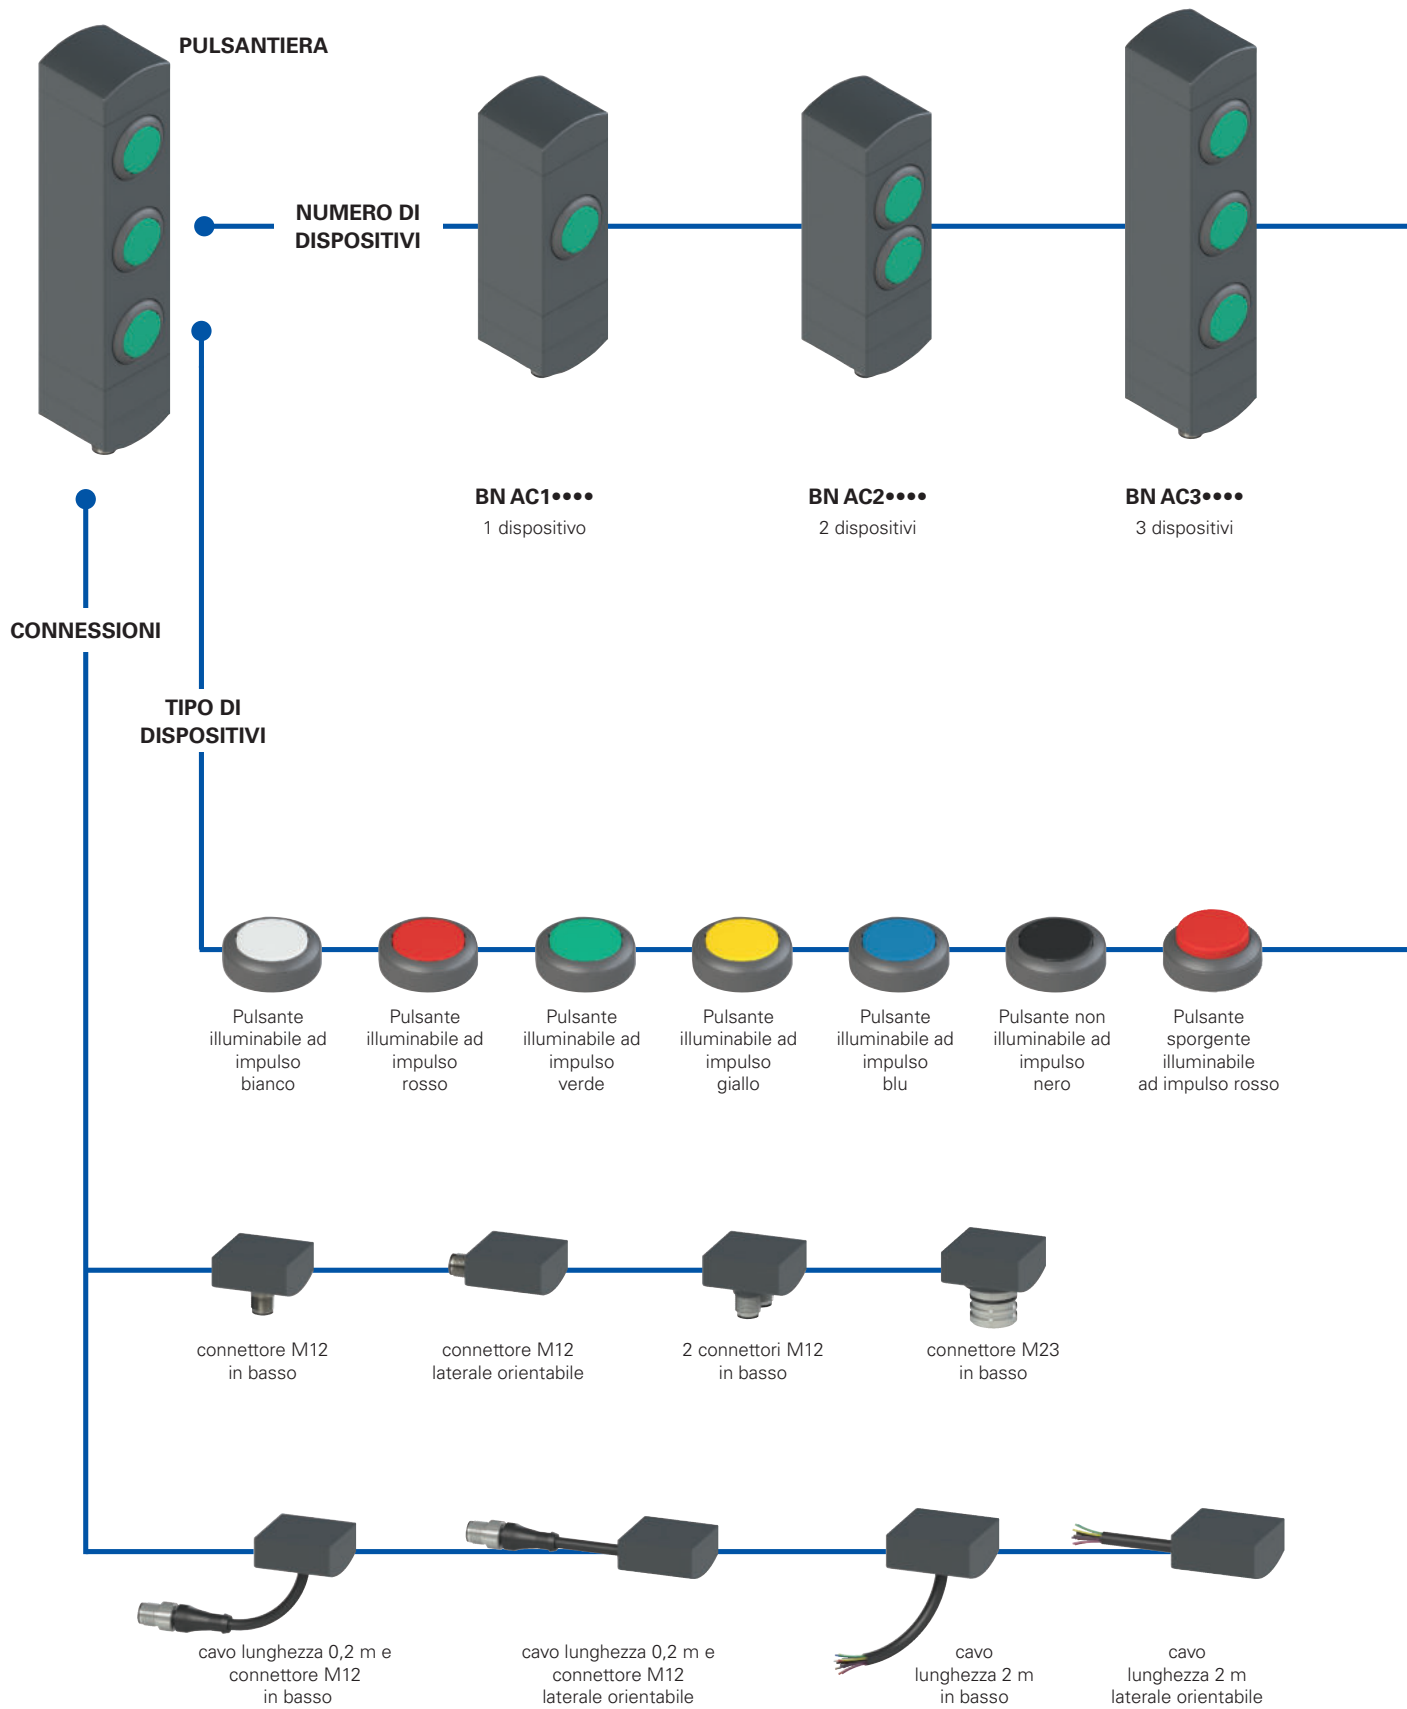 PULSANTIERA
NUMERO DI
DISPOSITIVI
BN AC1••••
1 dispositivo
BN AC2••••
2 dispositivi
BN AC3••••
3 dispositivi
CONNESSIONI
TIPO DI
DISPOSITIVI
Pulsante
illuminabile ad
impulso
bianco
Pulsante
illuminabile ad
impulso
rosso
Pulsante
illuminabile ad
impulso
verde
Pulsante
illuminabile ad
impulso
giallo
Pulsante
illuminabile ad
impulso
blu
Pulsante non
illuminabile ad
impulso
nero
Pulsante
sporgente
illuminabile
ad impulso rosso
connettore M12
in basso
connettore M12
laterale orientabile
2 connettori M12
in basso
connettore M23
in basso
cavo lunghezza 0,2 m e
connettore M12
in basso
cavo lunghezza 0,2 m e
connettore M12
laterale orientabile
cavo
lunghezza 2 m
in basso
cavo
lunghezza 2 m
laterale orientabile